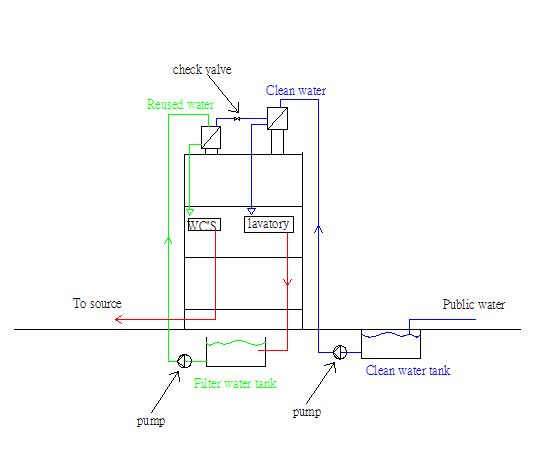 check valve
Clean water
Reused water
WC'S
lavatory
To source
Public water
Filter water tank
Clean water tank
pump
pump